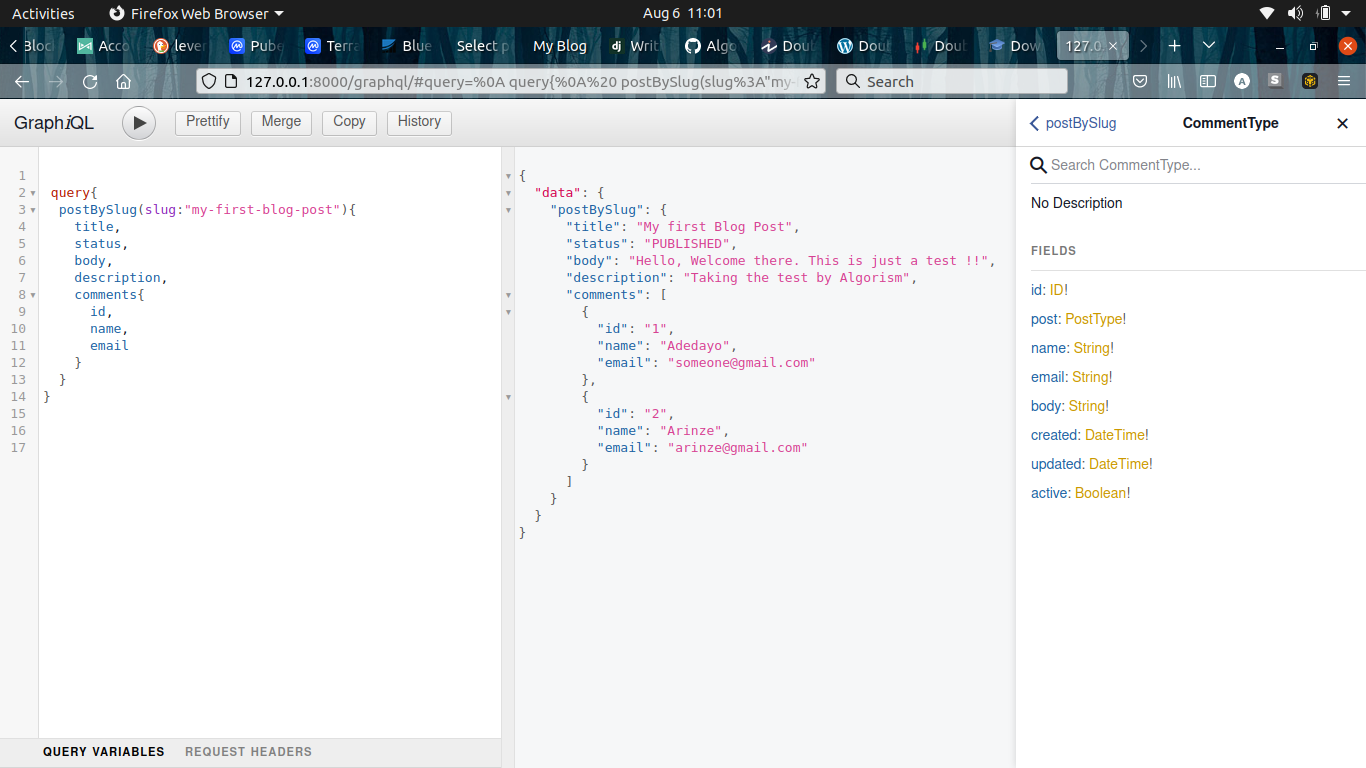 Activities Firefox Web Browser Aug 6 11:01
Bloc Acco lever Pube Terra Blue Select p My Blog dj Writ Algo Dout Dout Doul Dow 127.0.
127.0.0.1:8000/graphql/#query=%0A query{%0A%20 postBySlug(slug%3A"my- Search
GraphiQL Prettify Merge Copy History
postBySlug CommentType
Search CommentType...
No Description
FIELDS
id: ID!
post: PostType!
name: String!
email: String!
body: String!
created: DateTime!
updated: DateTime!
active: Boolean!
1
2 query{
3 postBySlug(slug:"my-first-blog-post"){
4 title,
5 status,
6 body,
7 description,
8 comments{
9 id,
10 name,
11 email
12 }
13 }
14 }
15
16
17
{
"data": {
"postBySlug": {
"title": "My first Blog Post",
"status": "PUBLISHED",
"body": "Hello, Welcome there. This is just a test !!",
"description": "Taking the test by Algorism",
"comments": [
{
"id": "1",
"name": "Adedayo",
"email": "someone@gmail.com"
},
{
"id": "2",
"name": "Arinze",
"email": "arinze@gmail.com"
}
]
}
}
}
QUERY VARIABLES REQUEST HEADERS